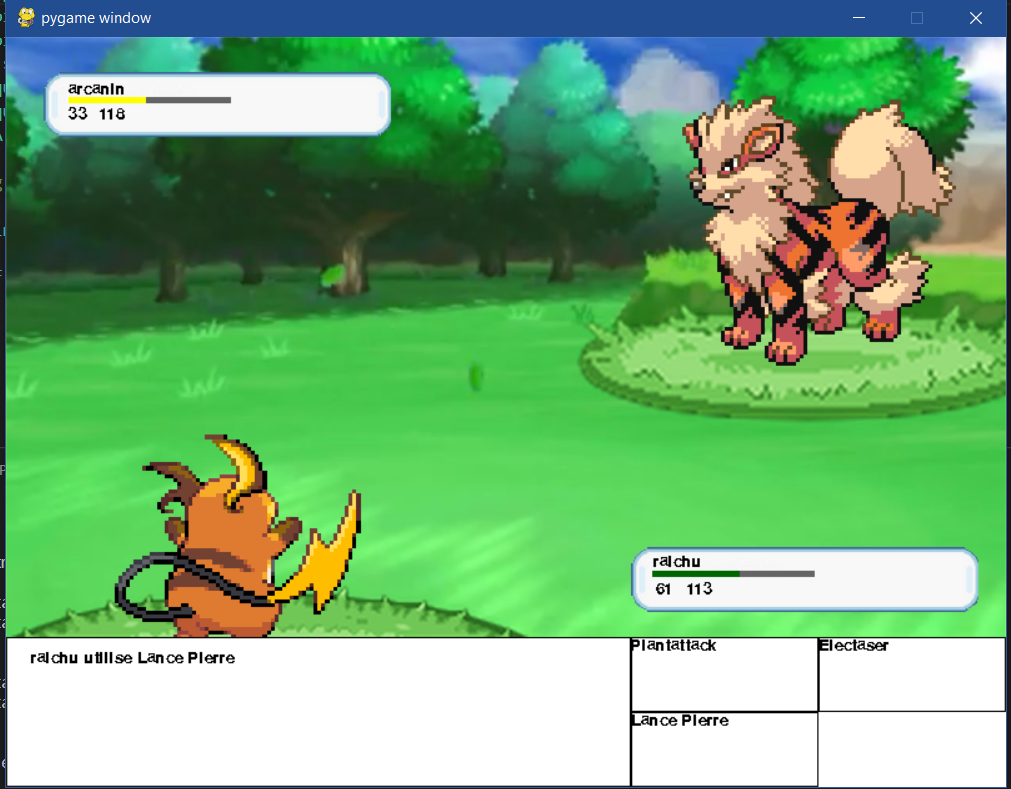 pygame window
arcanin
33 118
raichu
61 113
raichu utilise Lance Pierre
Plantattack
Electaser
Lance Pierre